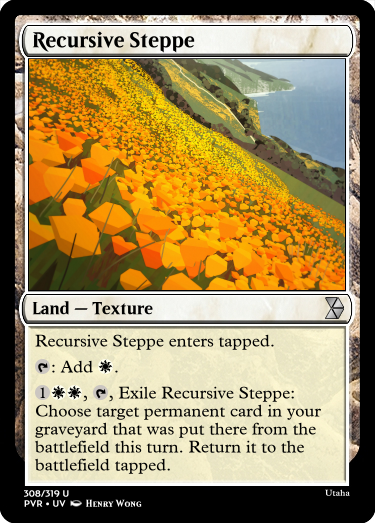 Recursive Steppe
Land — Texture
Recursive Steppe enters tapped.
: Add .
1, , Exile Recursive Steppe:
Choose target permanent card in your
graveyard that was put there from the
battlefield this turn. Return it to the
battlefield tapped.
308/319 U
Utaha
PVR • UV Henry Wong